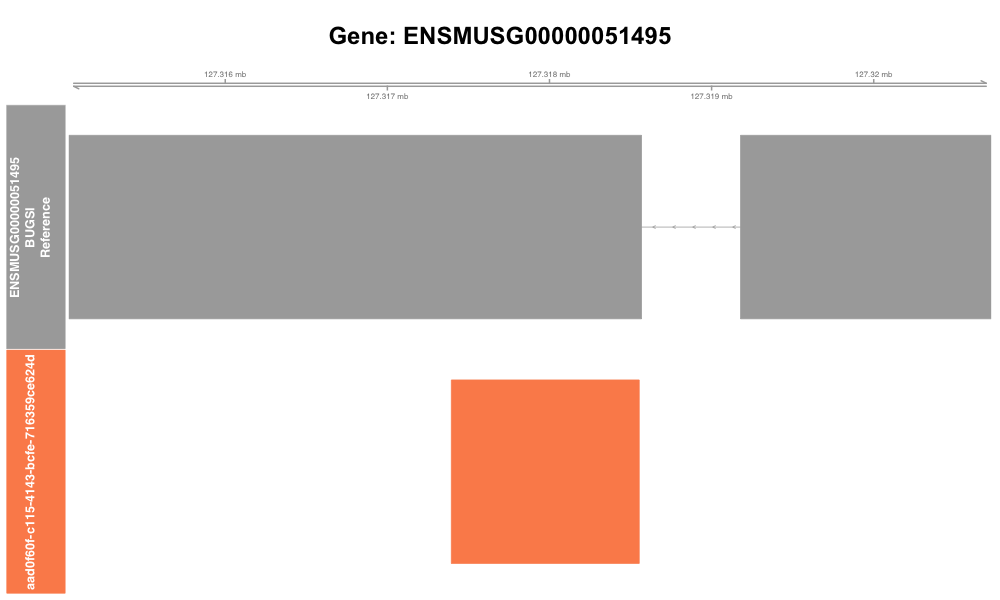 Gene: ENSMUSG00000051495
127.316 mb
127.318 mb
127.32 mb
127.317 mb
127.319 mb
ENSMUSG00000051495
BUGSI
Reference
aad0f60f-c115-4143-bcfe-716359ce624d